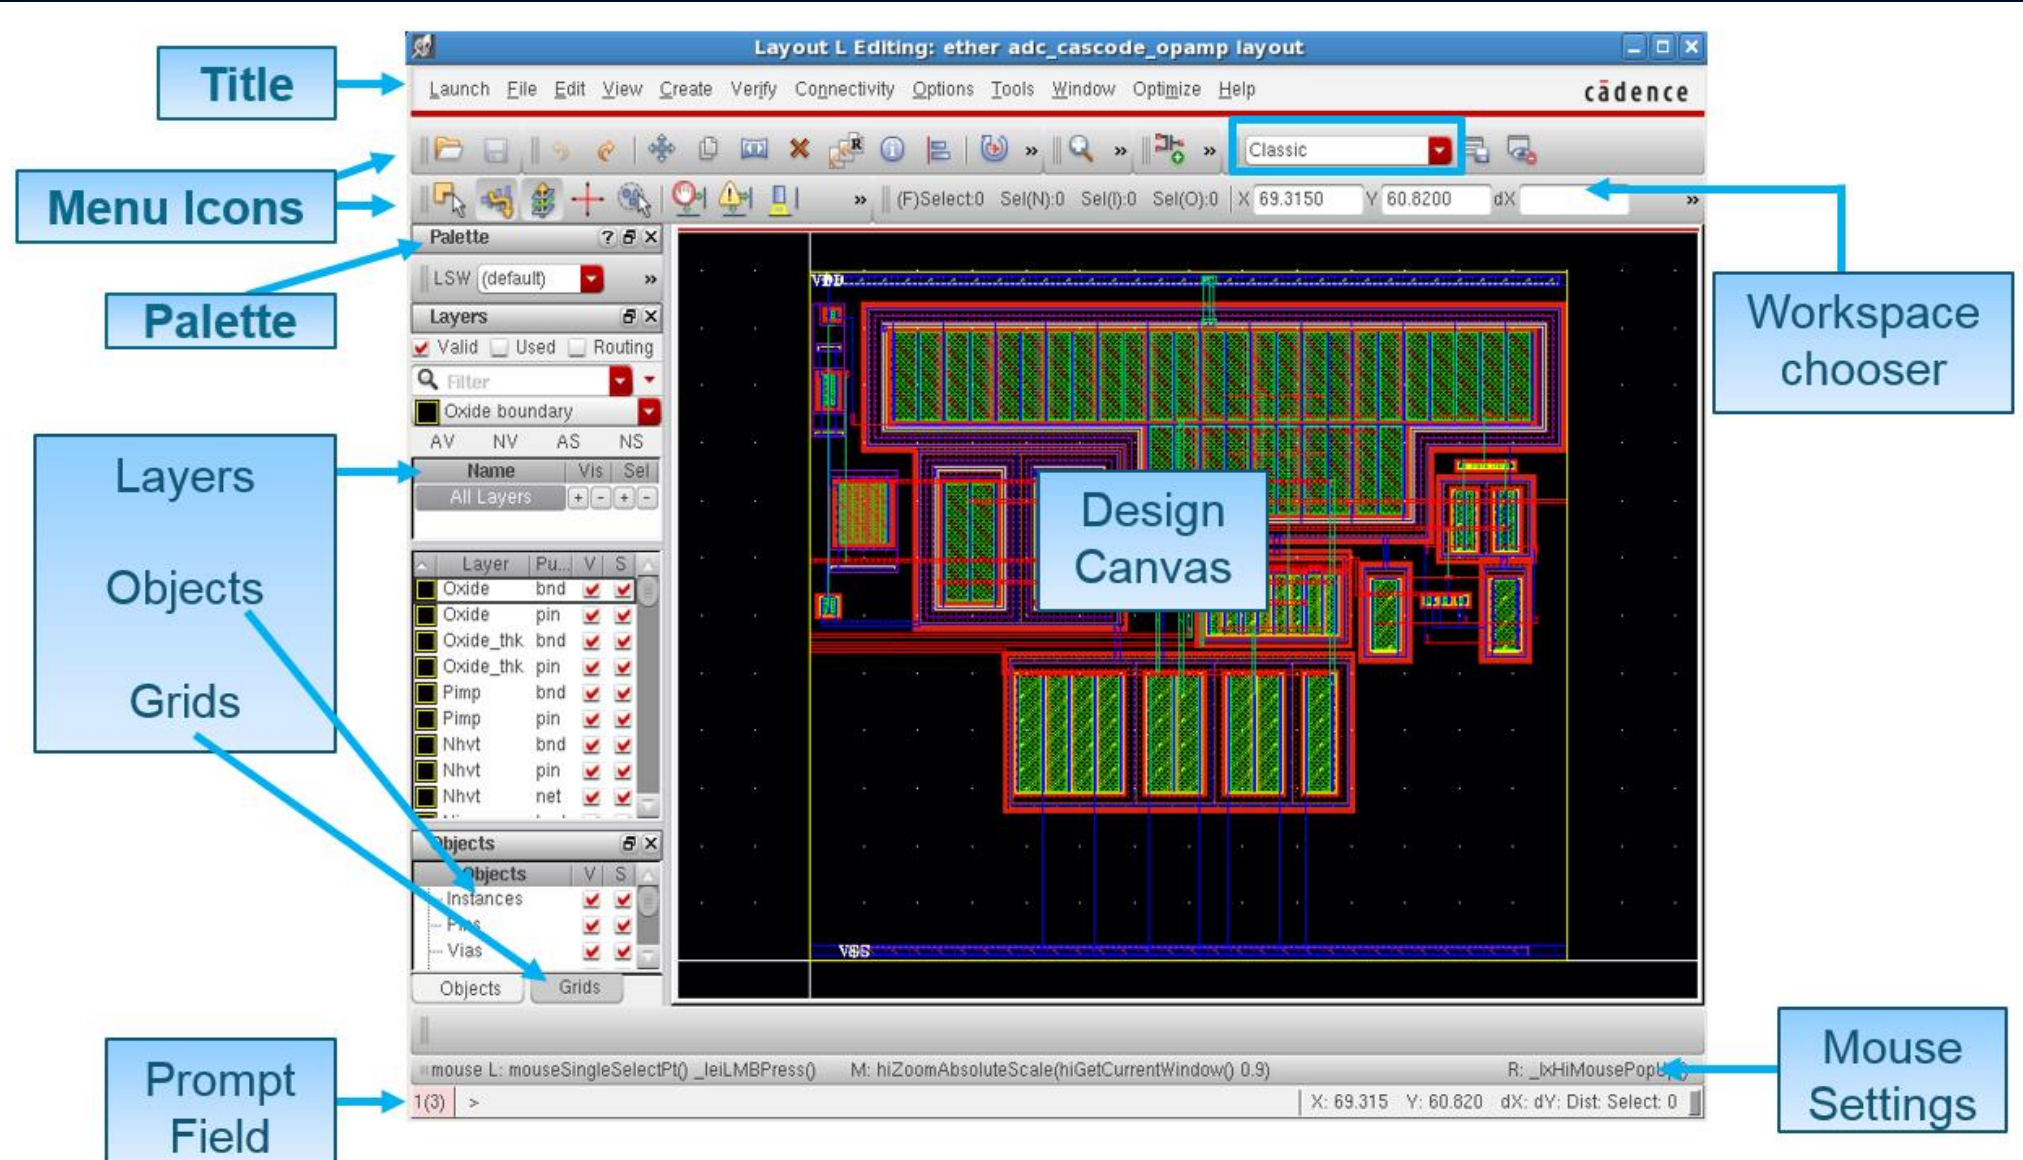 Layout L Editing: ether adc_cascode_opamp layout
Title
Launch File Edit View Create Verify Connectivity Options Tools Window Optimize Help
cādence
Classic
Menu Icons
(F)Select:0 Sel(N):0 Sel(I):0 Sel(O):0 X 69.3150 Y 60.8200 dX
Palette
LSW (default)
Palette
Workspace
chooser
Layers
Valid Used Routing
Filter
Oxide boundary
AV NV AS NS
Name Vis Sel
All Layers + - + -
Layers
Objects
Grids
Layer Pu... V S
Oxide bnd
Oxide pin
Oxide_thk bnd
Oxide_thk pin
Pimp bnd
Pimp pin
Nhvt bnd
Nhvt pin
Nhvt net
VDD
Design
Canvas
VSS
Objects
Objects V S
Instances
Pins
Vias
Objects Grids
mouse L: mouseSingleSelectPt() _leiLMBPress() M: hiZoomAbsoluteScale(hiGetCurrentWindow() 0.9) R: _lxHiMousePopUp()
Mouse
Settings
Prompt
Field
1(3) > X: 69.315 Y: 60.820 dX: dY: Dist: Select: 0